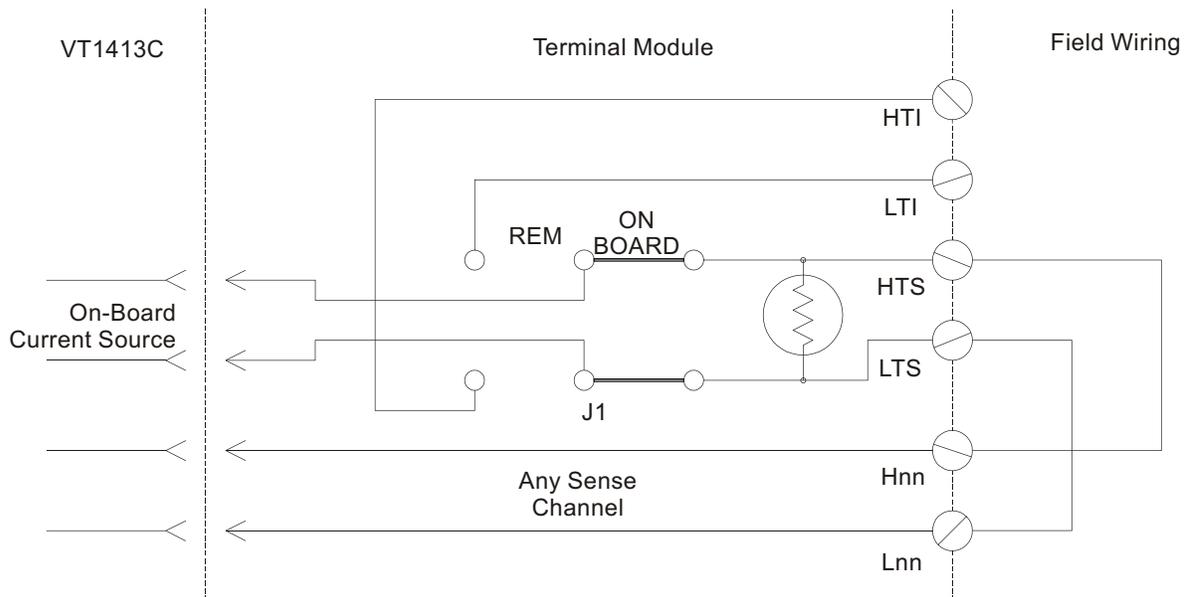 VT1413C
Terminal Module
Field Wiring
HTI
LTI
REM
ON
BOARD
HTS
On-Board
Current Source
LTS
J1
Hnn
Any Sense
Channel
Lnn